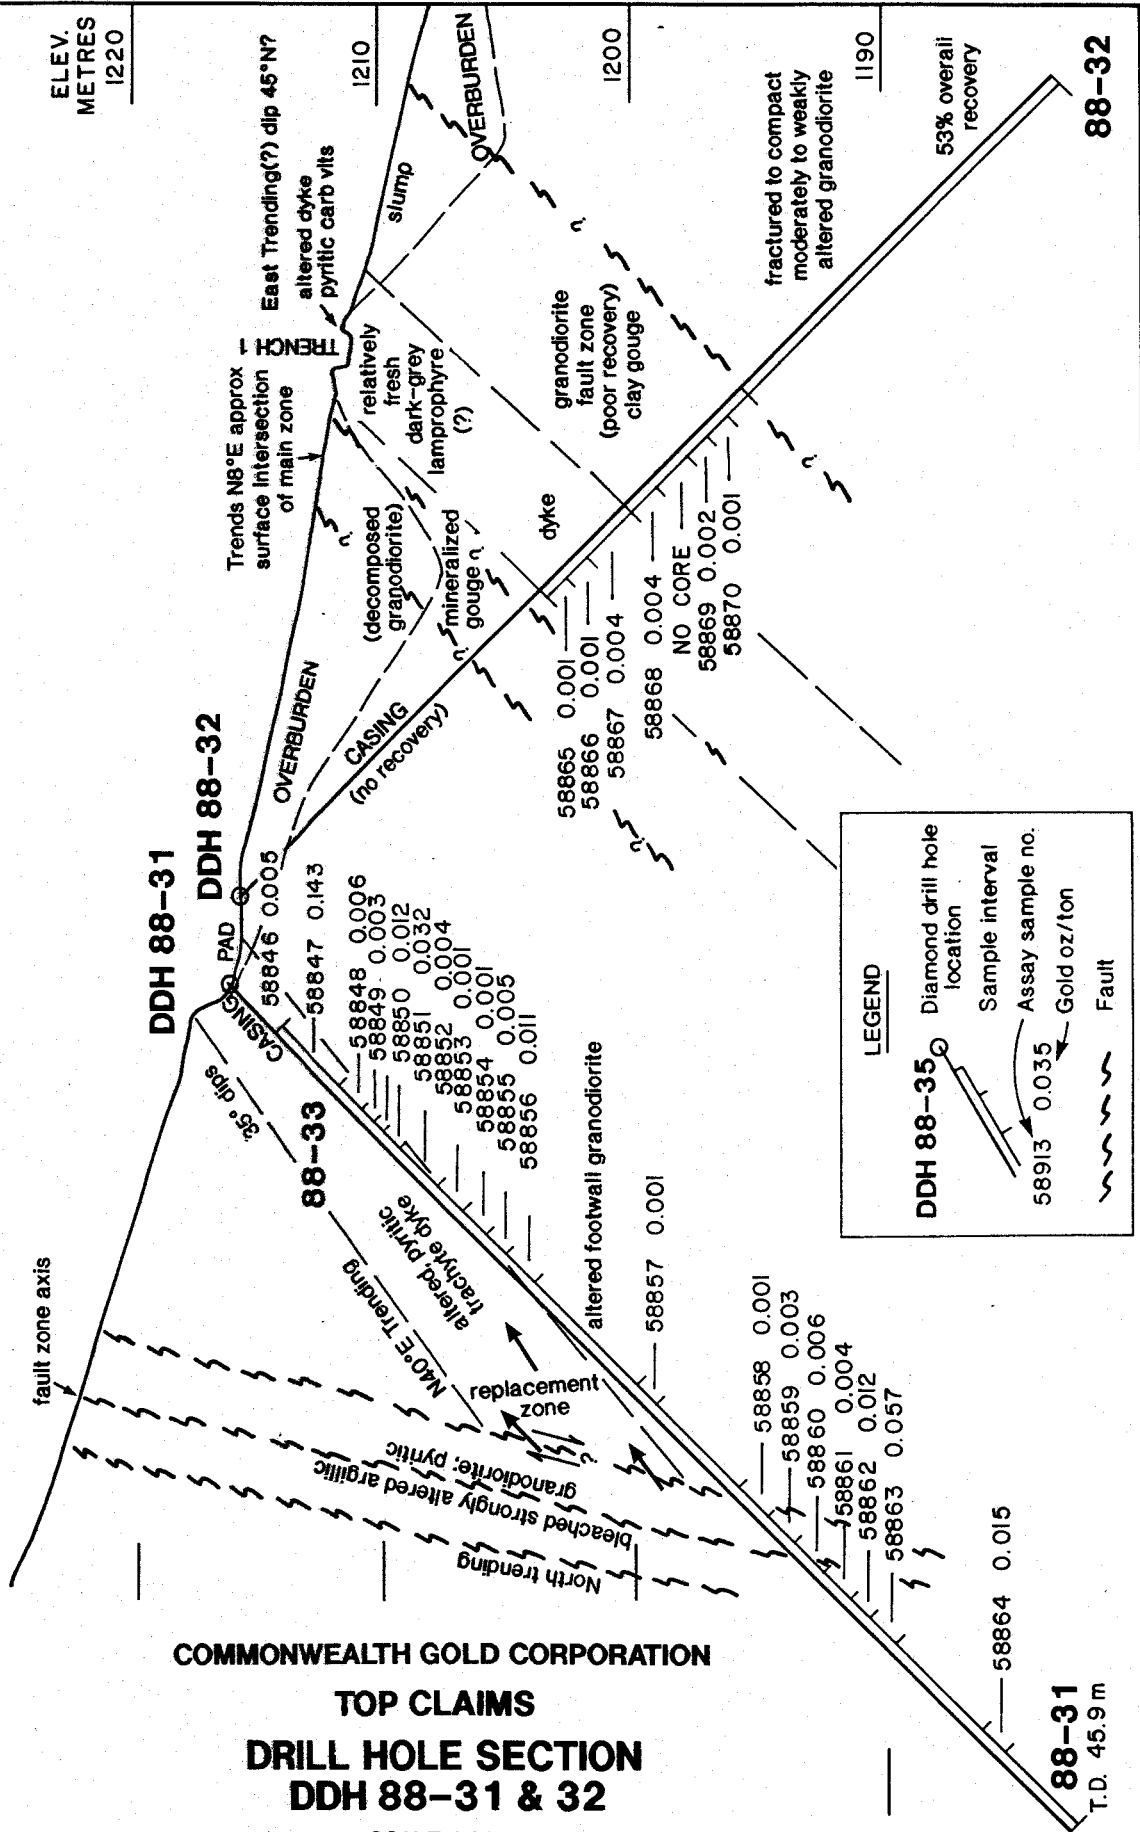 ELEV.
METRES
1220
1210
1200
1190
OVERBURDEN
East Trending(?) dip 45°N?
altered dyke
pyritic carb vlts
slump
TRENCH 1
Trends N8°E approx
surface intersection
of main zone
relatively
fresh
dark-grey
lamprophyre
(?)
granodiorite
fault zone
(poor recovery)
clay gouge
fractured to compact
moderately to weakly
altered granodiorite
53% overall
recovery
88-32
?
?
?
(decomposed
granodiorite)
mineralized
gouge ?
dyke
?
?
OVERBURDEN
CASING
(no recovery)
58865 0.001
58866 0.001
58867 0.004
58868 0.004
NO CORE
58869 0.002
58870 0.001
DDH 88-31
DDH 88-32
PAD
CASING
58846 0.005
58847 0.143
58848 0.006
58849 0.003
58850 0.012
58851 0.032
58852 0.004
58853 0.001
58854 0.001
58855 0.005
58856 0.011
35° dips
88-33
altered, pyritic
trachyte dyke
N40°E Trending
altered footwall granodiorite
58857 0.001
fault zone axis
replacement
zone
?
granodiorite; pyritic
bleached strongly altered argillic
North trending
58858 0.001
58859 0.003
58860 0.006
58861 0.004
58862 0.012
58863 0.057
58864 0.015
88-31
T.D. 45.9m
LEGEND
DDH 88-35
Diamond drill hole
location
Sample interval
Assay sample no.
58913 0.035
Gold oz/ton
Fault
COMMONWEALTH GOLD CORPORATION
TOP CLAIMS
DRILL HOLE SECTION
DDH 88-31 & 32